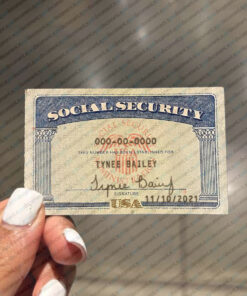 SOCIAL SECURITY
000-00-0000
THIS NUMBER HAS BEEN ESTABLISHED FOR
TYNEE BAILEY
SIGNATURE
USA 11/10/2021